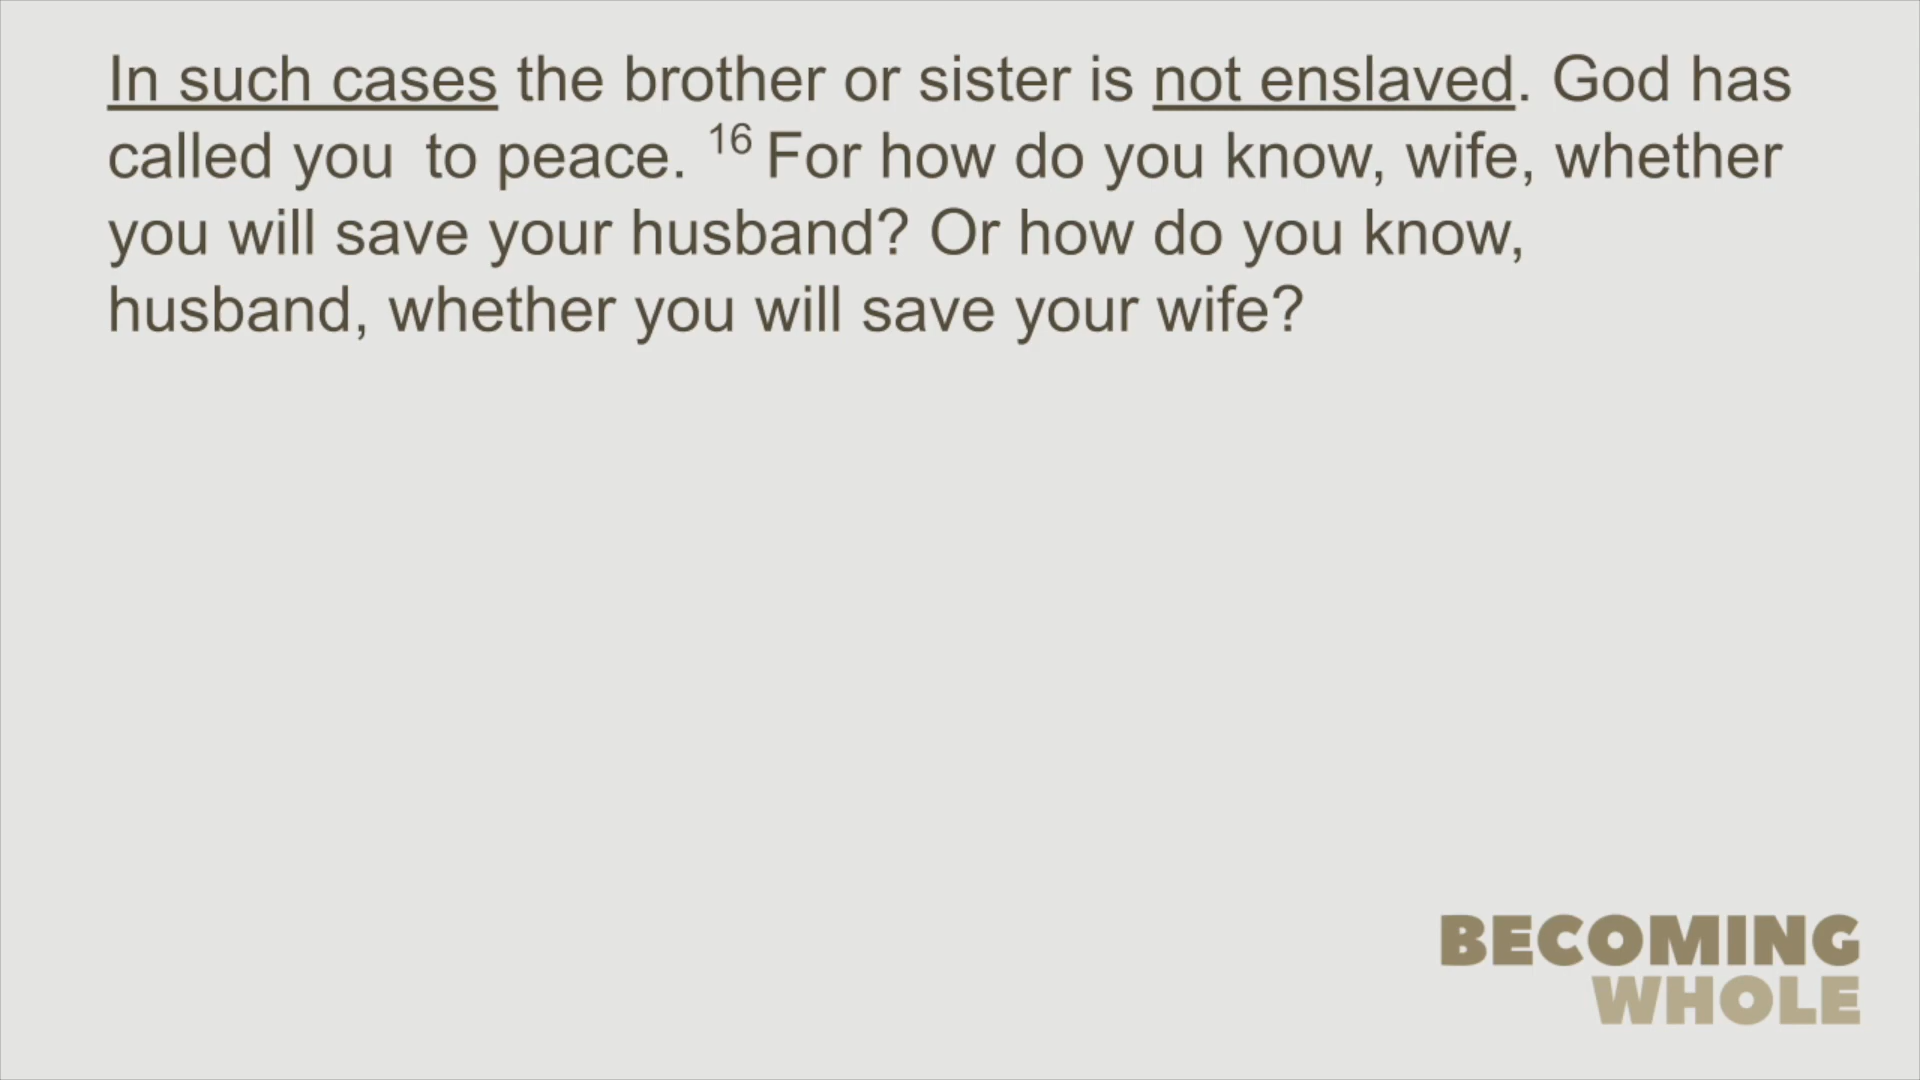 In such cases the brother or sister is not enslaved. God has
called you to peace. 16 For how do you know, wife, whether
you will save your husband? Or how do you know,
husband, whether you will save your wife?
BECOMING
WHOLE